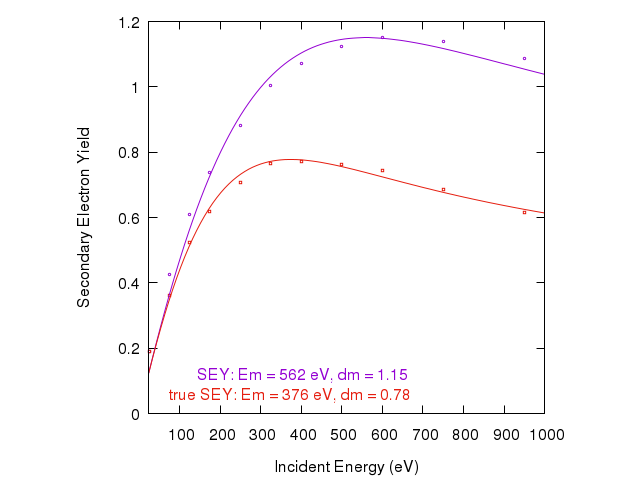 1.2
1
0.8
0.6
0.4
0.2
0
Secondary Electron Yield
SEY: Em = 562 eV, dm = 1.15
true SEY: Em = 376 eV, dm = 0.78
100 200 300 400 500 600 700 800 900 1000
Incident Energy (eV)